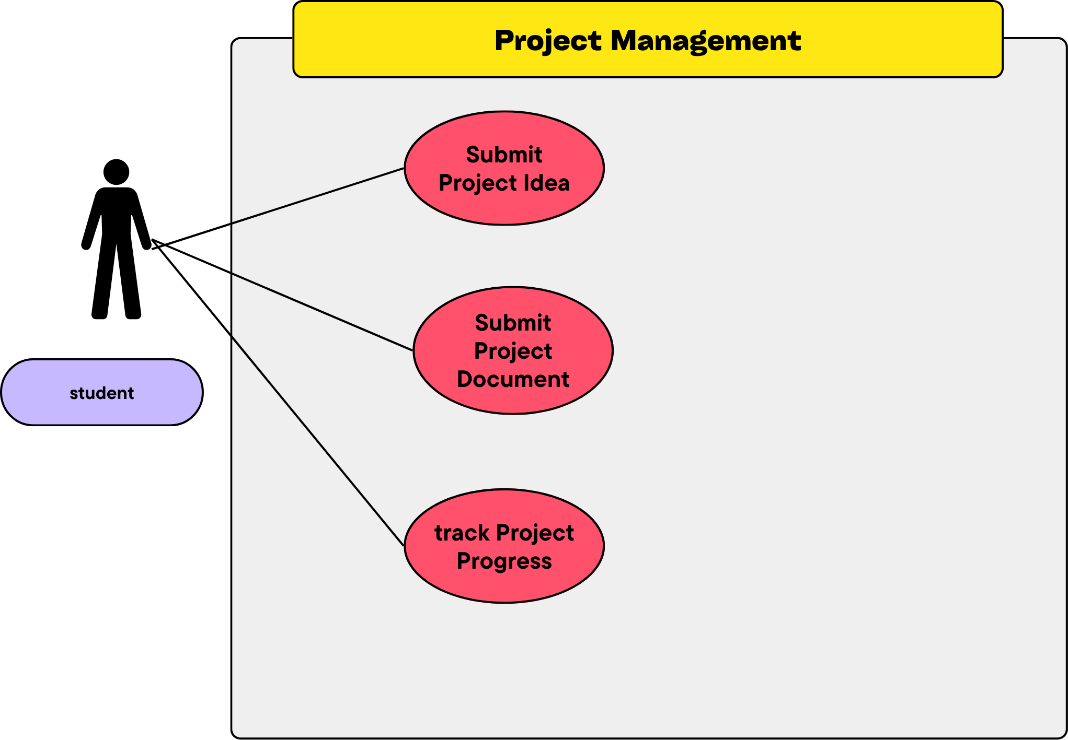 Project Management
Submit
Project Idea
Submit
Project
Document
student
track Project
Progress